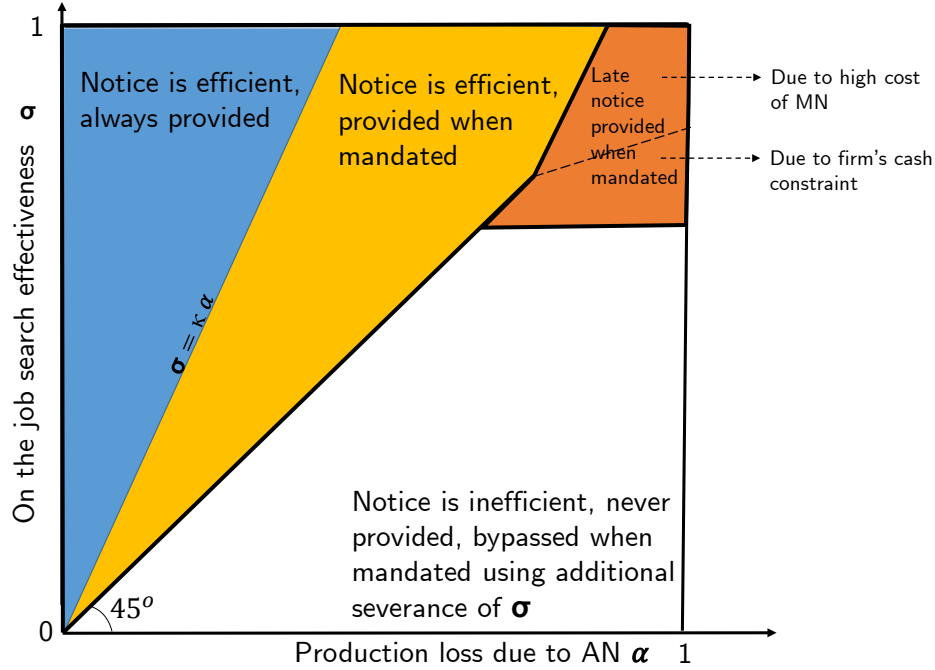 1
σ
On the job search effectiveness
Notice is efficient,
always provided
Notice is efficient,
provided when
mandated
Late
notice
provided
when
mandated
Due to high cost
of MN
Due to firm's cash
constraint
σ = κ α
Notice is inefficient, never
provided, bypassed when
mandated using additional
severance of σ
45º
0
Production loss due to AN α
1